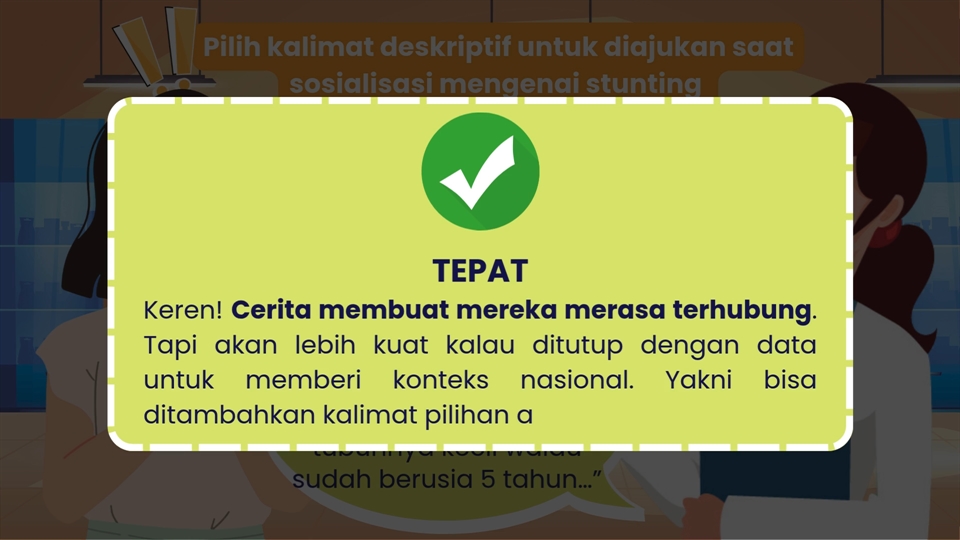 Pilih kalimat deskriptif untuk diajukan saat
sosialisasi mengenai stunting
TEPAT
Keren! Cerita membuat mereka merasa terhubung.
Tapi akan lebih kuat kalau ditutup dengan data
untuk memberi konteks nasional. Yakni bisa
ditambahkan kalimat pilihan a
sudah berusia 5 tahun...”